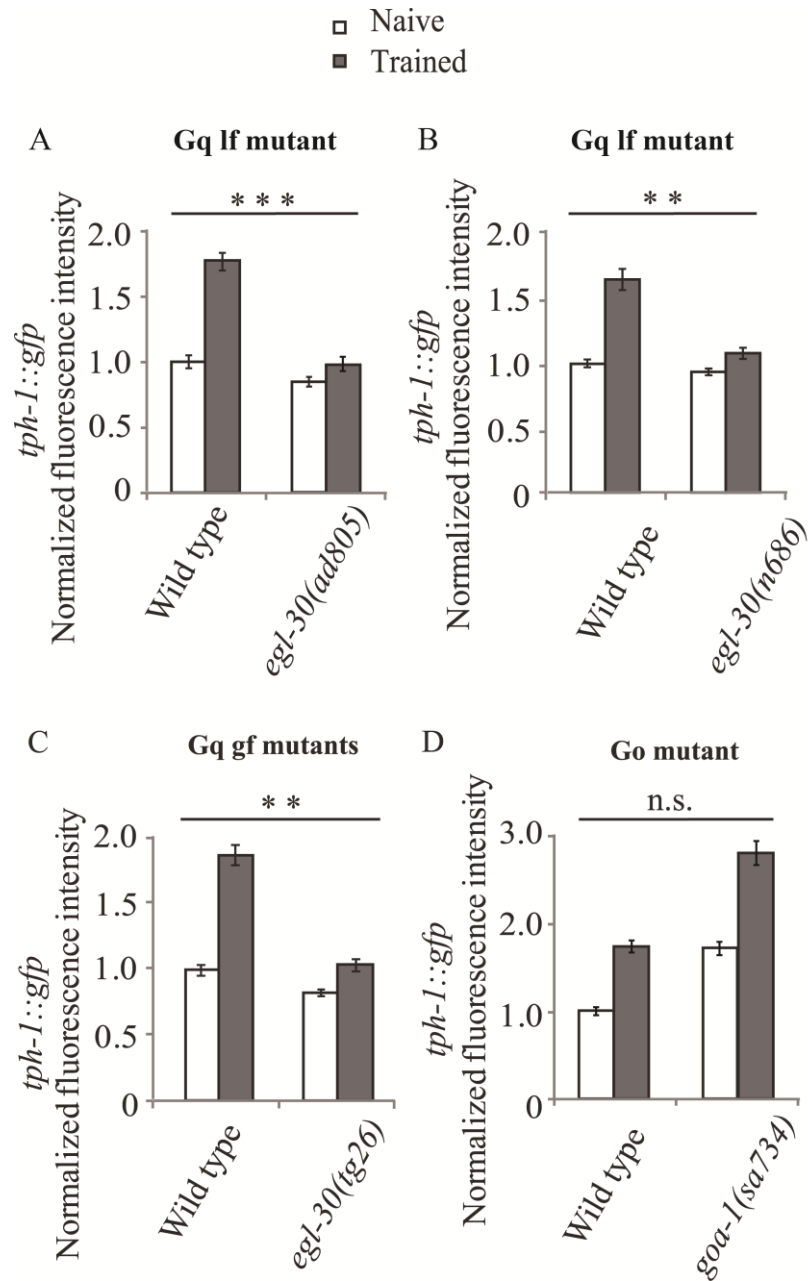 Naive
Trained
A
Gq lf mutant
* * *
tph-1::gfp
Normalized fluorescence intensity
2.0
1.5
1.0
0.5
0
Wild type
egl-30(ad805)
B
Gq lf mutant
* *
tph-1::gfp
Normalized fluorescence intensity
2.0
1.5
1.0
0.5
0
Wild type
egl-30(n686)
C
Gq gf mutants
* *
tph-1::gfp
Normalized fluorescence intensity
2.0
1.5
1.0
0.5
0
Wild type
egl-30(tg26)
D
Go mutant
n.s.
tph-1::gfp
Normalized fluorescence intensity
3.0
2.0
1.0
0
Wild type
goa-1(sa734)